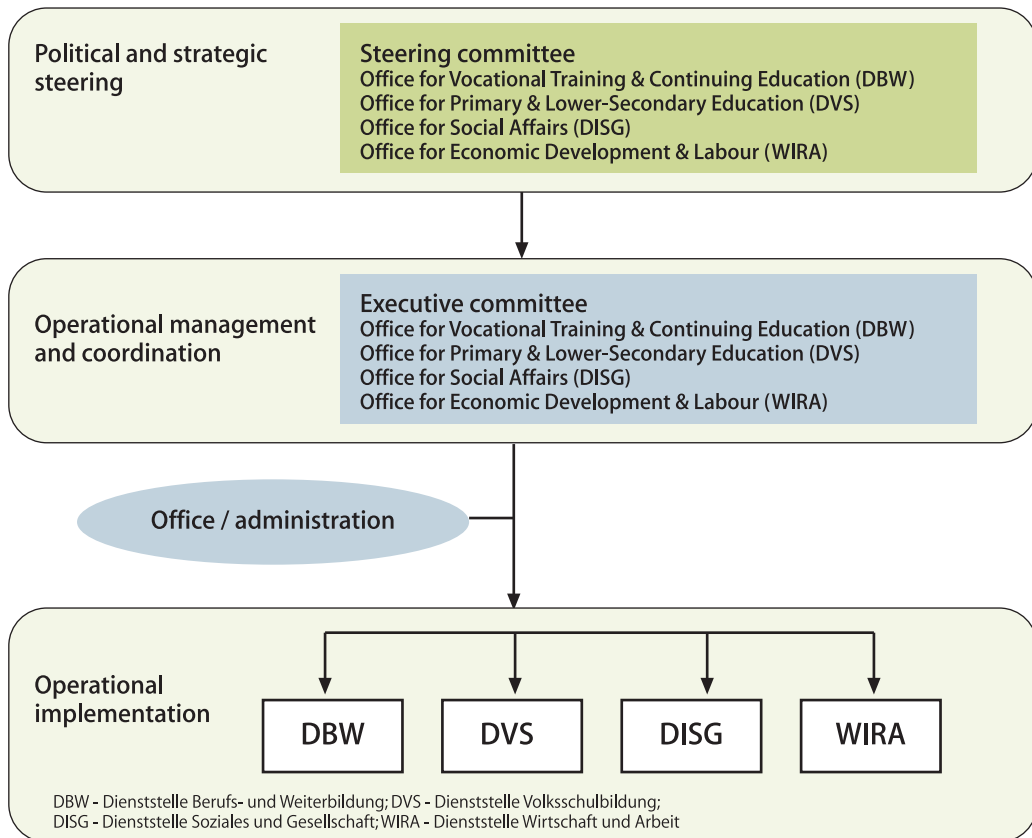 Political and strategic
steering
Steering committee
Office for Vocational Training & Continuing Education (DBW)
Office for Primary & Lower-Secondary Education (DVS)
Office for Social Affairs (DISG)
Office for Economic Development & Labour (WIRA)
Operational management
and coordination
Executive committee
Office for Vocational Training & Continuing Education (DBW)
Office for Primary & Lower-Secondary Education (DVS)
Office for Social Affairs (DISG)
Office for Economic Development & Labour (WIRA)
Office / administration
Operational
implementation
DBW
DVS
DISG
WIRA
DBW - Dienststelle Berufs- und Weiterbildung; DVS - Dienststelle Volksschulbildung;
DISG - Dienststelle Soziales und Gesellschaft; WIRA - Dienststelle Wirtschaft und Arbeit